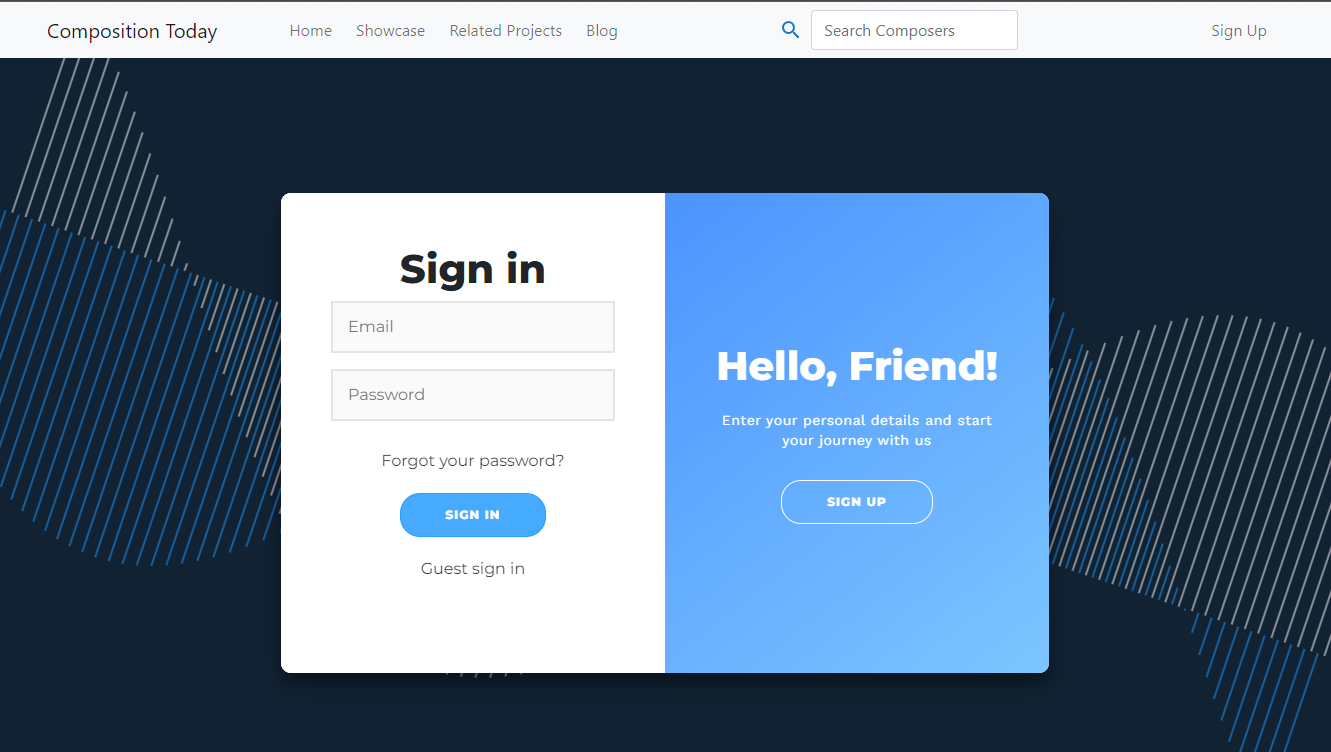 Composition Today
Home
Showcase
Related Projects
Blog
Search Composers
Sign Up
Sign in
Email
Password
Forgot your password?
SIGN IN
Guest sign in
Hello, Friend!
Enter your personal details and start
your journey with us
SIGN UP